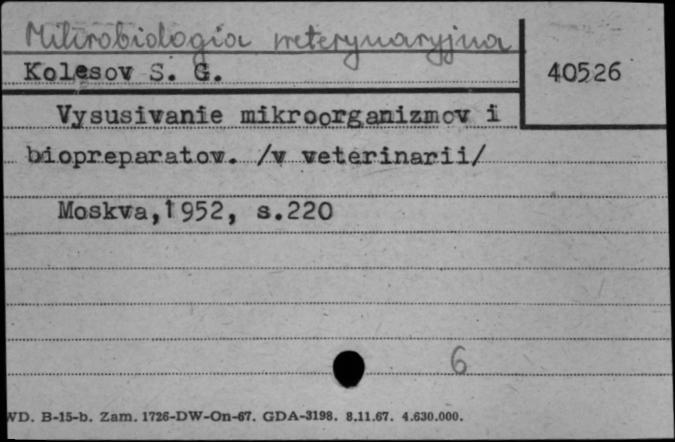 Mikrobiologia weterynaryjna
Kolesov S. G.
40526
Vysusivanie mikroorganizmov i
biopreparatov. /v veterinarii/
Moskva,1952, s.220
6
WD. B-15-b. Zam. 1726-DW-On-67. GDA-3198. 8.11.67. 4.630.000.